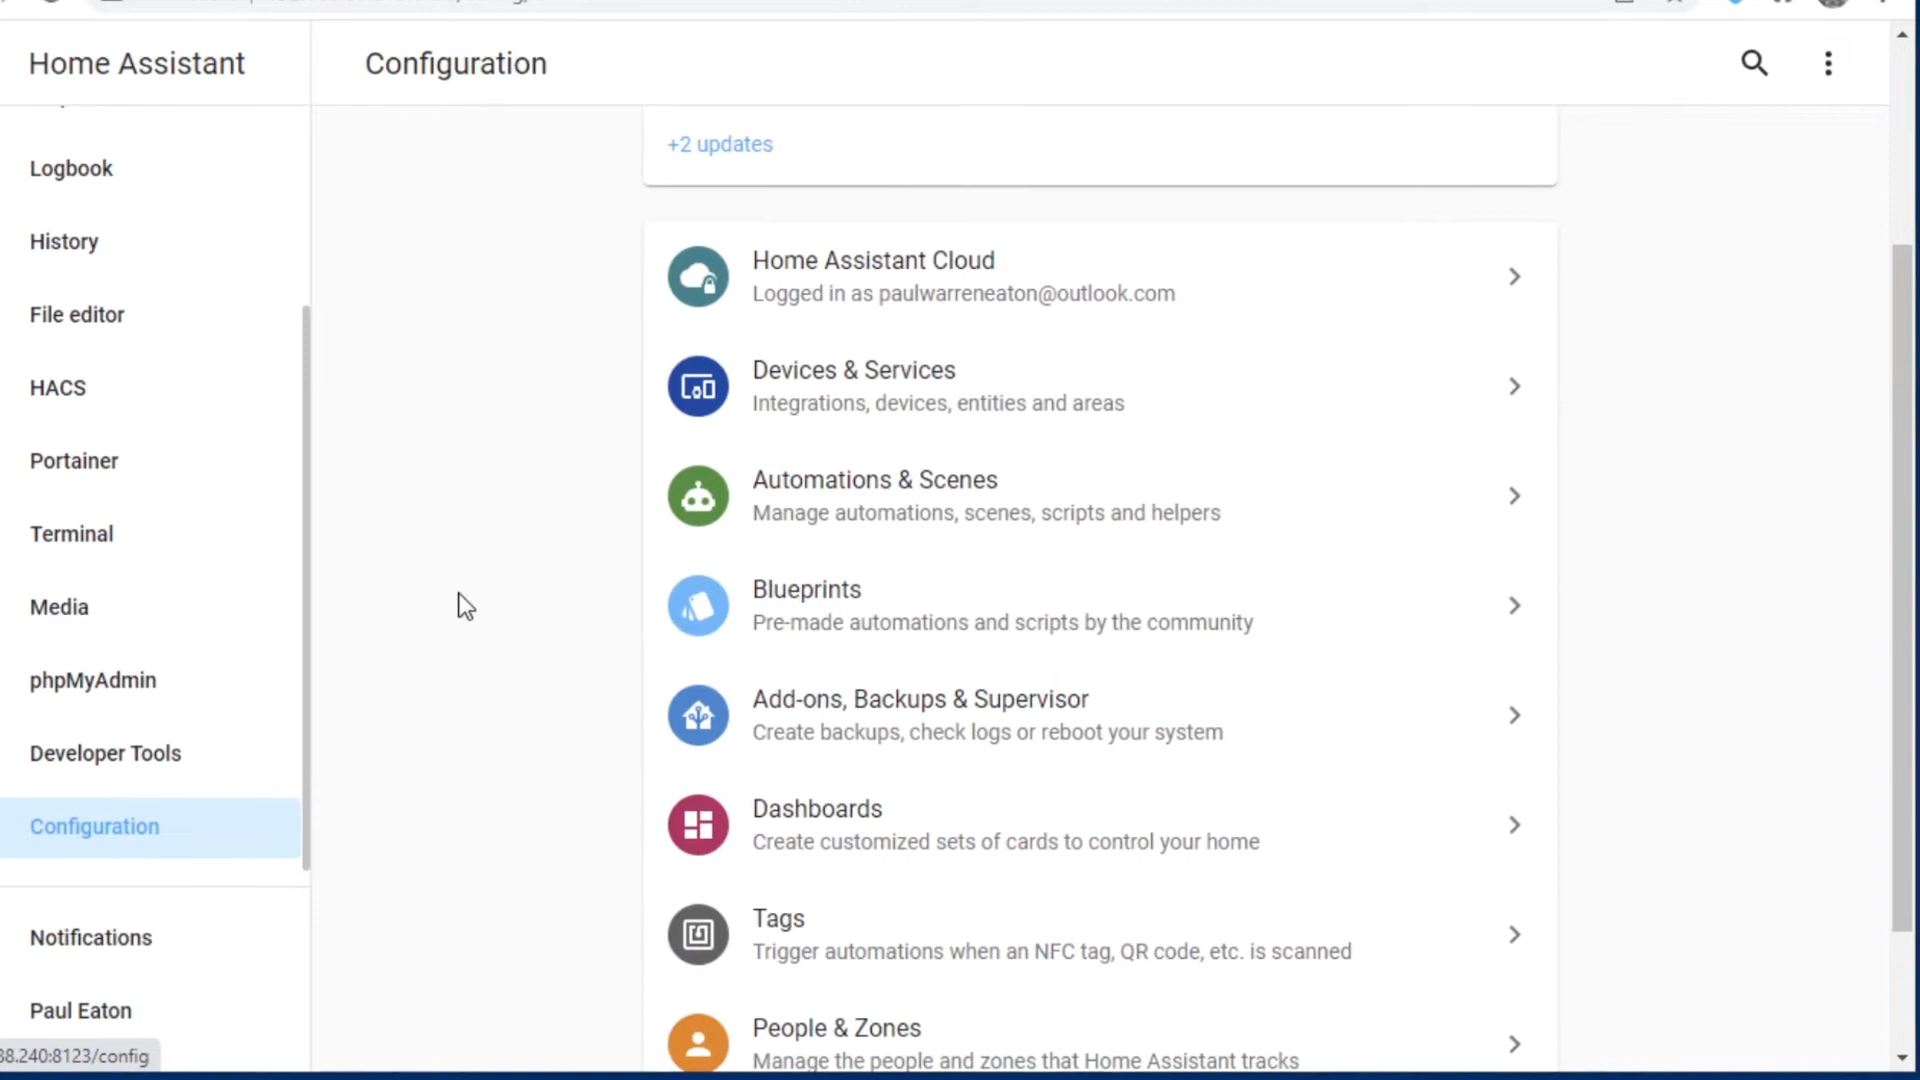 Home Assistant
Configuration
Logbook
History
File editor
HACS
Portainer
Terminal
Media
phpMyAdmin
Developer Tools
Configuration
Notifications
Paul Eaton
38.240:8123/config
+2 updates
Home Assistant Cloud
Logged in as paulwarreneaton@outlook.com
Devices & Services
Integrations, devices, entities and areas
Automations & Scenes
Manage automations, scenes, scripts and helpers
Blueprints
Pre-made automations and scripts by the community
Add-ons, Backups & Supervisor
Create backups, check logs or reboot your system
Dashboards
Create customized sets of cards to control your home
Tags
Trigger automations when an NFC tag, QR code, etc. is scanned
People & Zones
Manage the people and zones that Home Assistant tracks